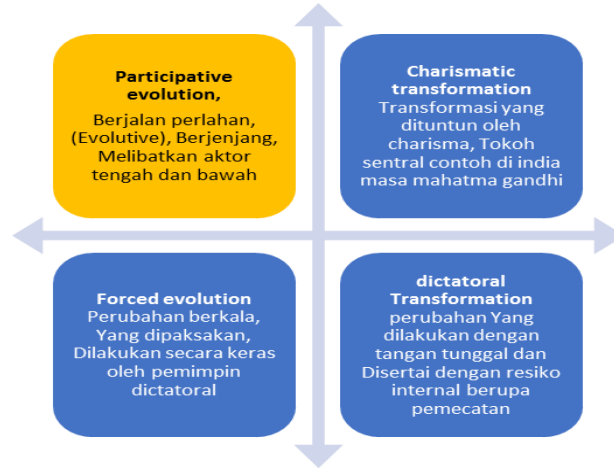 Participative
evolution,
Berjalan perlahan,
(Evolutive), Berjenjang,
Melibatkan aktor
tengah dan bawah
Charismatic
transformation
Transformasi yang
dituntun oleh
charisma, Tokoh
sentral contoh di india
masa mahatma gandhi
Forced evolution
Perubahan berkala,
Yang dipaksakan,
Dilakukan secara keras
oleh pemimpin
dictatoral
dictatoral
Transformation
perubahan Yang
dilakukan dengan
tangan tunggal dan
Disertai dengan resiko
internal berupa
pemecatan